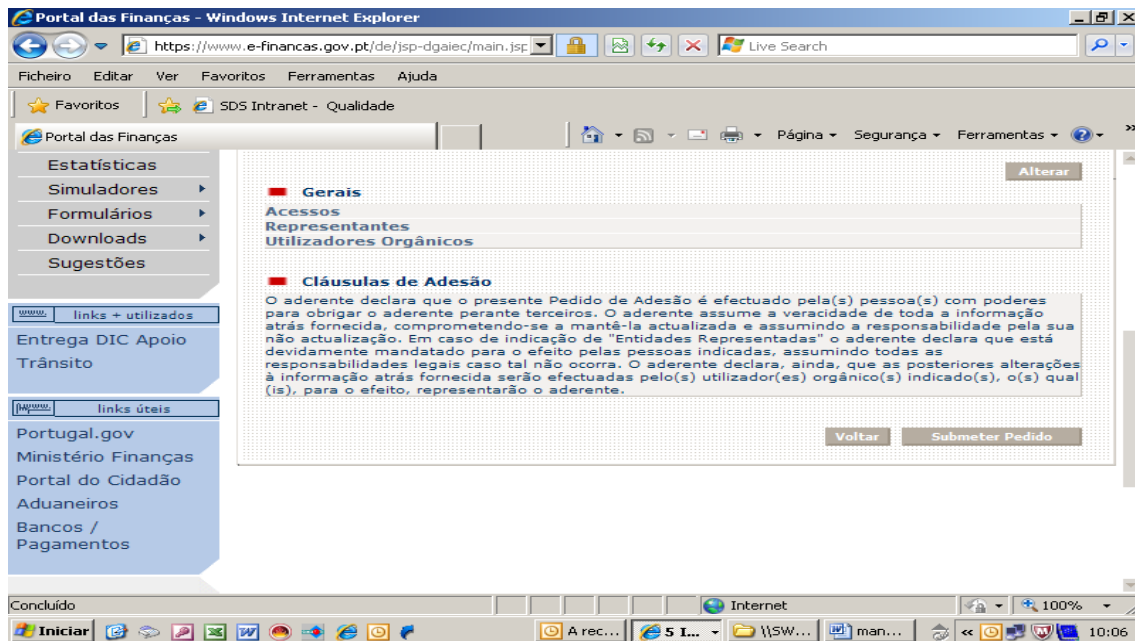 Portal das Finanças - Windows Internet Explorer
https://www.e-financas.gov.pt/de/jsp-dgaiec/main.jsp
Live Search
Ficheiro Editar Ver Favoritos Ferramentas Ajuda
Favoritos SDS Intranet - Qualidade
Portal das Finanças Página Segurança Ferramentas
Estatísticas
Simuladores
Formulários
Downloads
Sugestões
www. links + utilizados
Entrega DIC Apoio
Trânsito
links úteis
Portugal.gov
Ministério Finanças
Portal do Cidadão
Aduaneiros
Bancos /
Pagamentos
Alterar
Gerais
Acessos
Representantes
Utilizadores Orgânicos
Cláusulas de Adesão
O aderente declara que o presente Pedido de Adesão é efectuado pela(s) pessoa(s) com poderes
para obrigar o aderente perante terceiros. O aderente assume a veracidade de toda a informação
atrás fornecida, comprometendo-se a mantê-la actualizada e assumindo a responsabilidade pela sua
não actualização. Em caso de indicação de "Entidades Representadas" o aderente declara que está
devidamente mandatado para o efeito pelas pessoas indicadas, assumindo todas as
responsabilidades legais caso tal não ocorra. O aderente declara, ainda, que as posteriores alterações
à informação atrás fornecida serão efectuadas pelo(s) utilizador(es) orgânico(s) indicado(s), o(s) qual
(is), para o efeito, representarão o aderente.
Voltar Submeter Pedido
Concluído Internet 100%
Iniciar A rec... 5 I... \\SW... man... 10:06